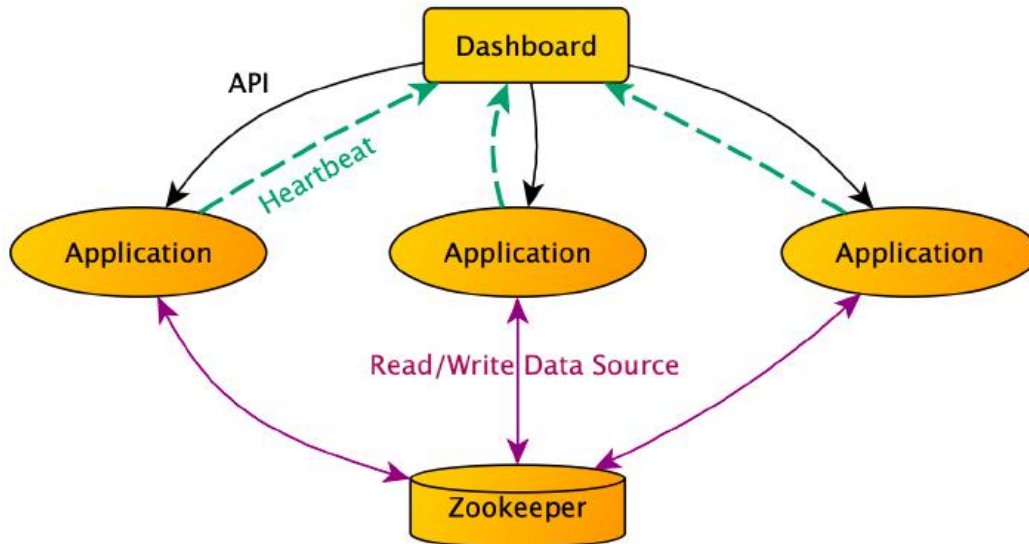 Dashboard
API
Heartbeat
Application
Application
Application
Read/Write Data Source
Zookeeper